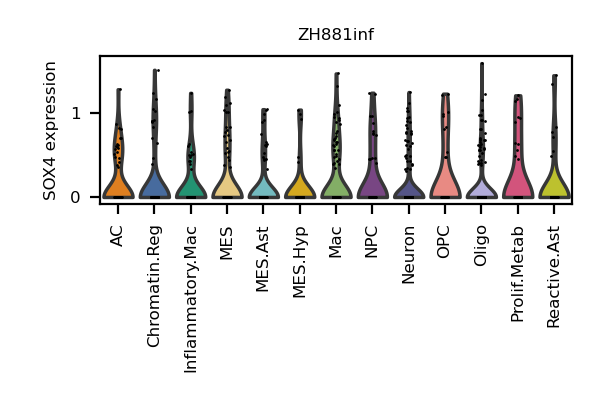 ZH881inf
SOX4 expression
1
0
AC
Chromatin.Reg
Inflammatory.Mac
MES
MES.Ast
MES.Hyp
Mac
NPC
Neuron
OPC
Oligo
Prolif.Metab
Reactive.Ast